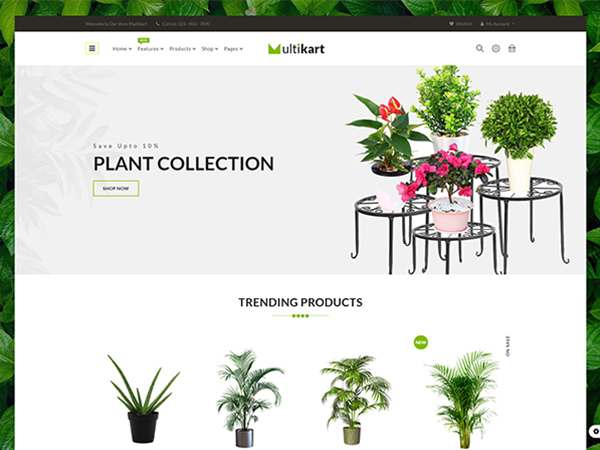 Welcome to Our store Multikart
Call Us: 123 - 456 - 7890
Wishlist
My Account
NEW
Home
Features
Products
Shop
Pages
ultikart
Save Upto 10%
PLANT COLLECTION
SHOP NOW
TRENDING PRODUCTS
NEW
ON SALE